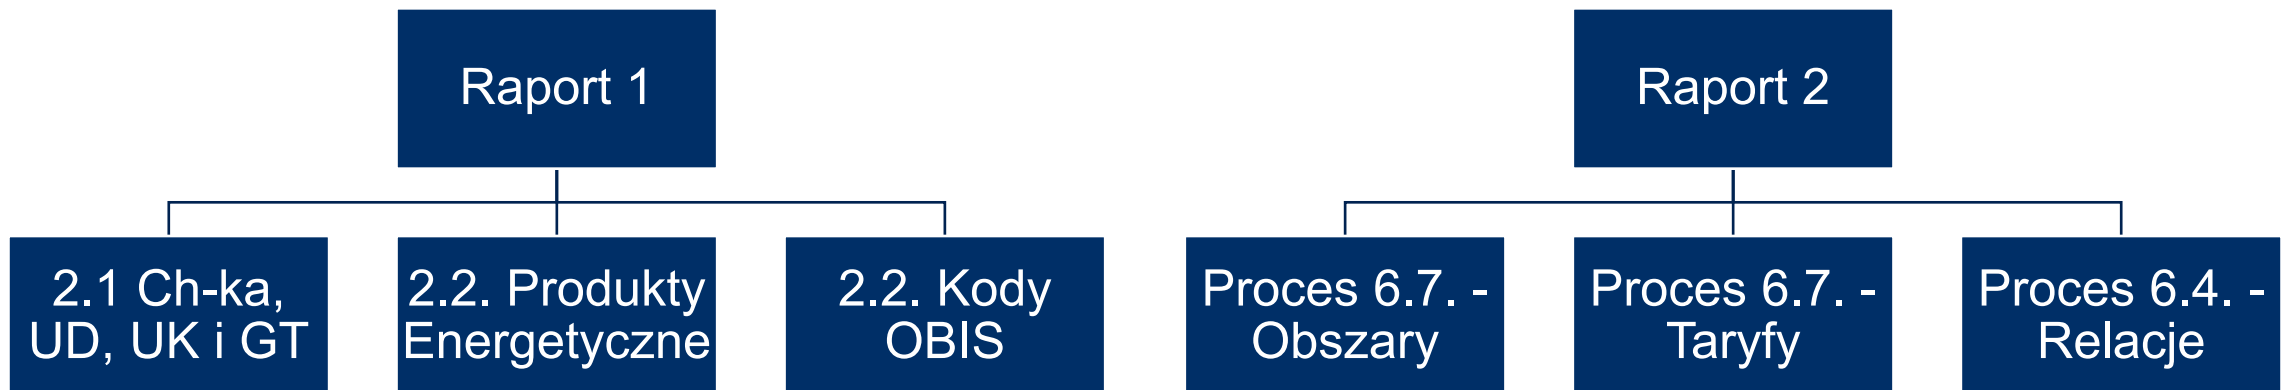 Raport 1
Raport 2
2.1 Ch-ka,
UD, UK i GT
2.2. Produkty
Energetyczne
2.2. Kody
OBIS
Proces 6.7. -
Obszary
Proces 6.7. -
Taryfy
Proces 6.4. -
Relacje